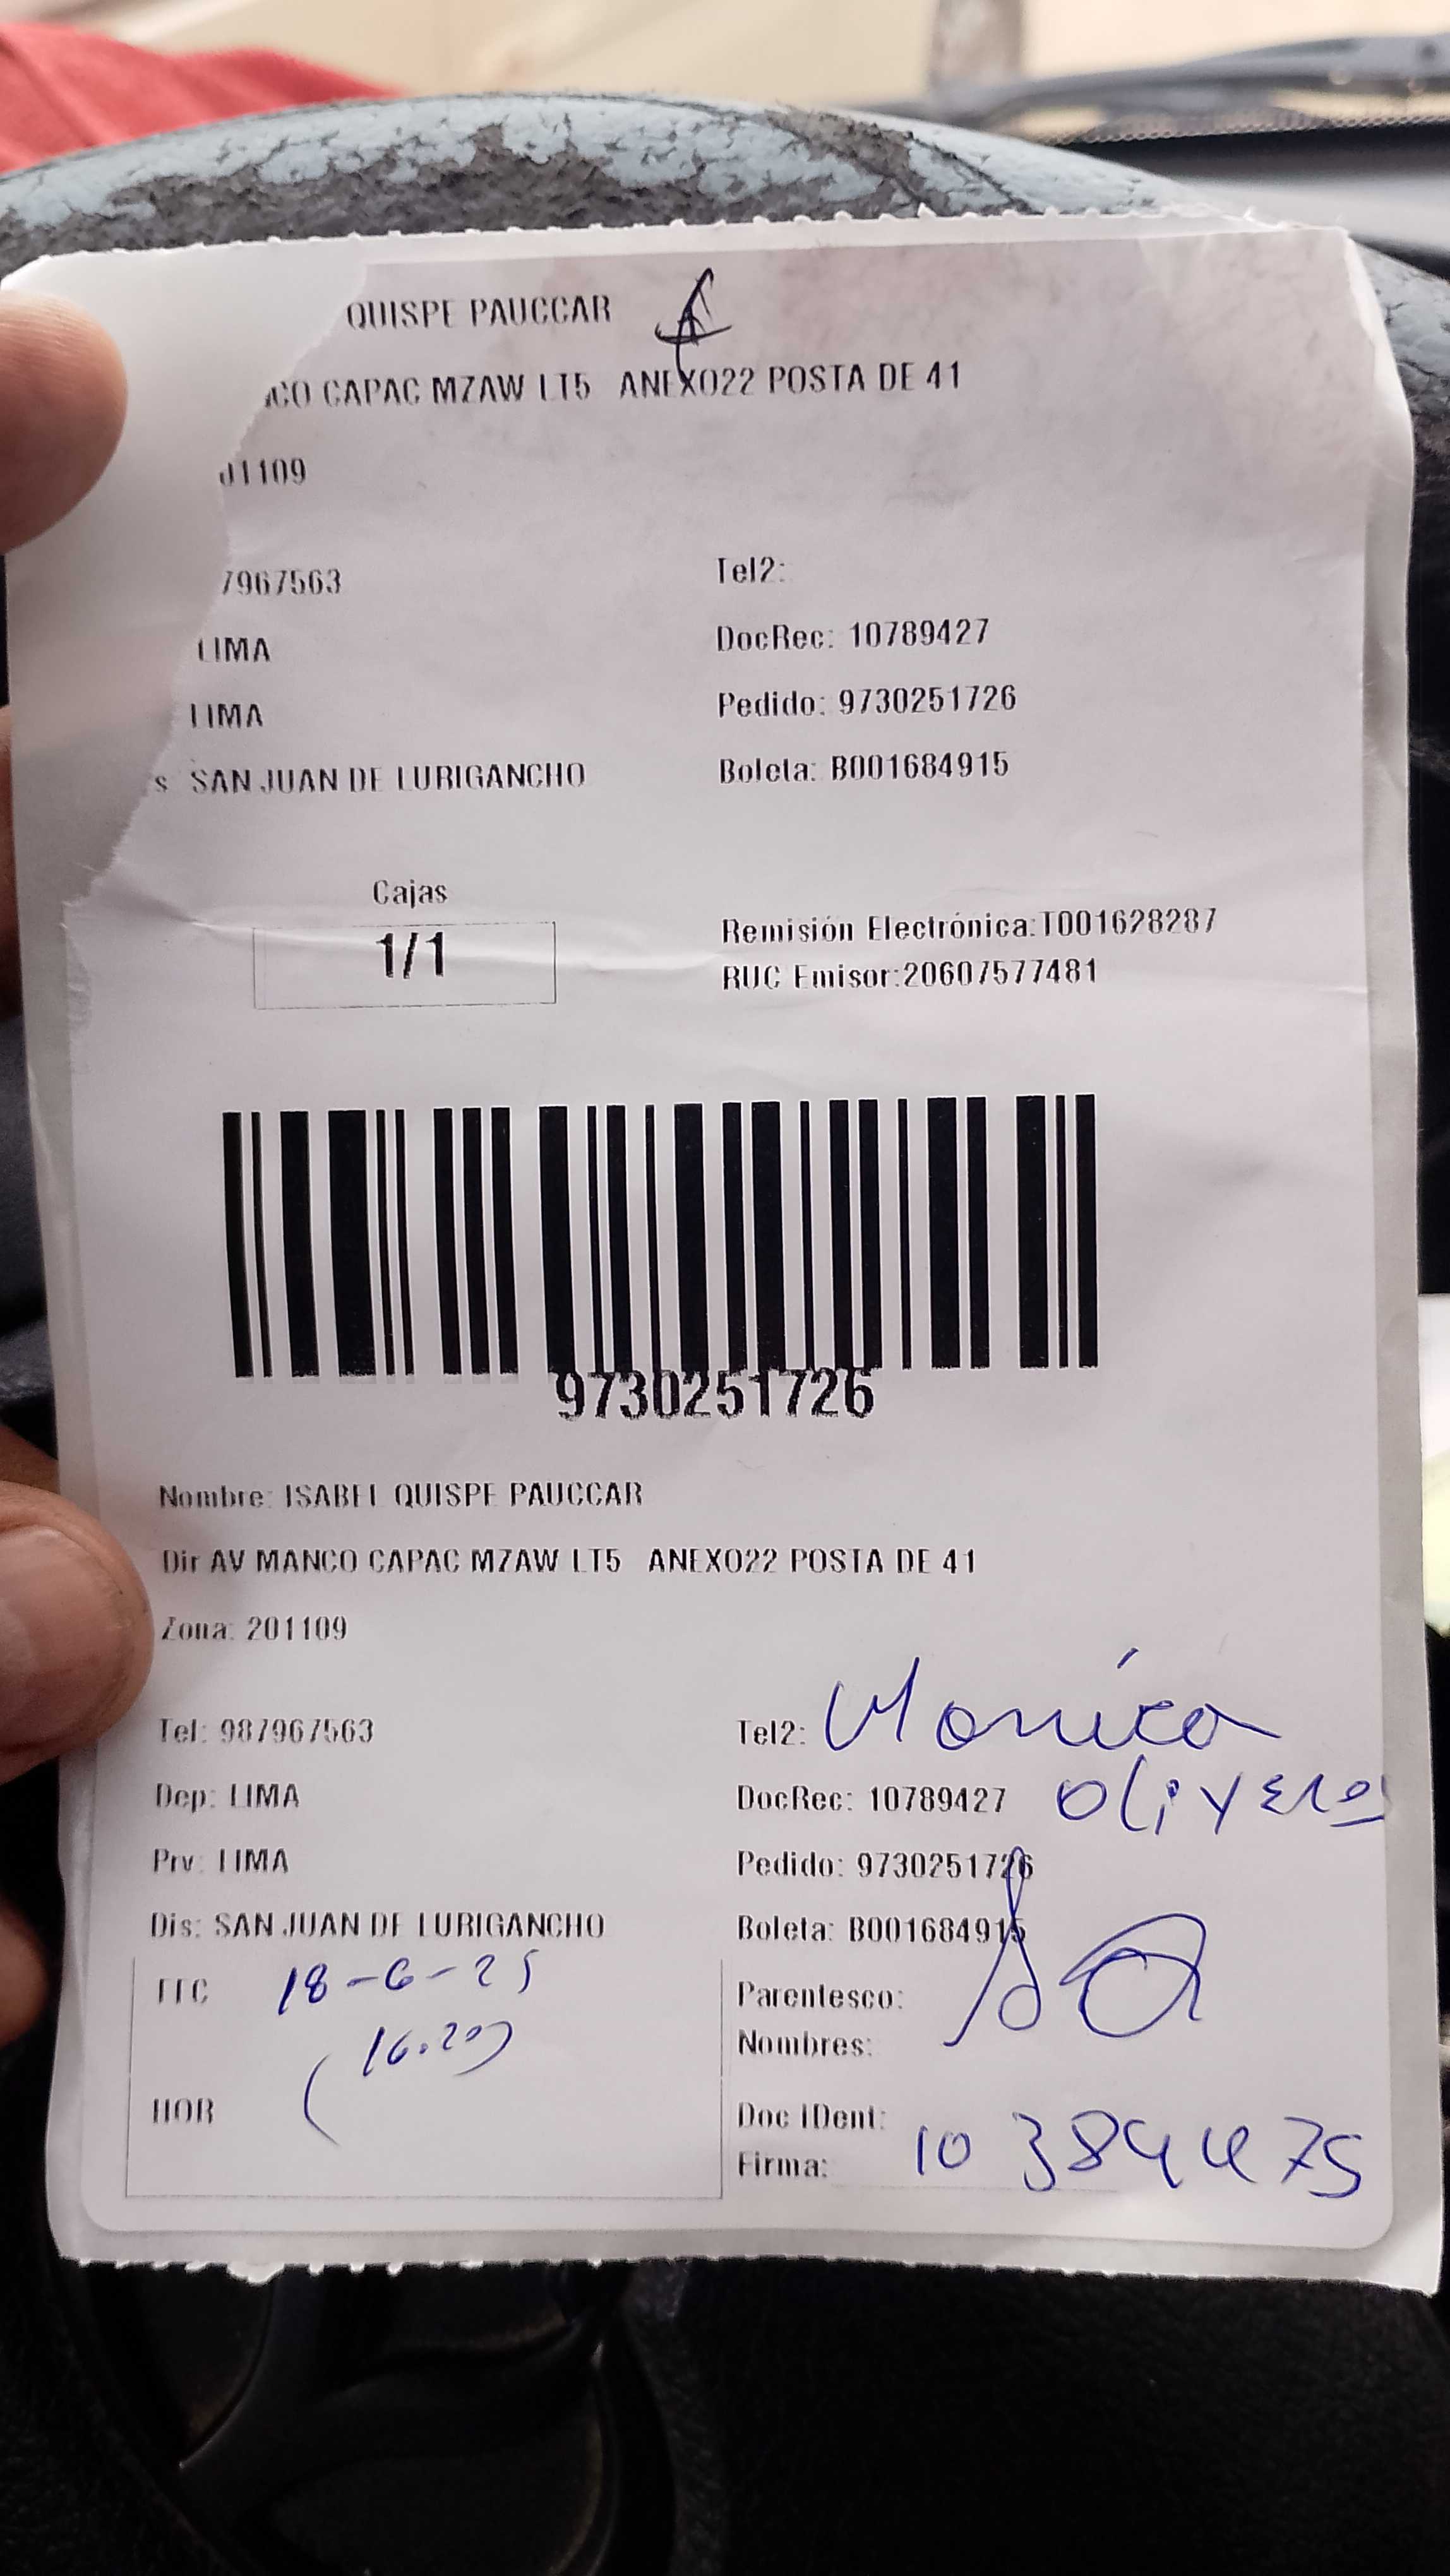 QUISPE PAUCCAR
CO CAPAC MZAW LT5 ANEXO22 POSTA DE 41
01109
7967563
Tel2:
LIMA
DocRec: 10789427
LIMA
Pedido: 9730251726
s SAN JUAN DE LURIGANCHO
Boleta: B001684915
Cajas
1/1
Remisión Electrónica:T001628287
RUC Emisor:20607577481
9730251726
Nombre: ISABEL QUISPE PAUCCAR
Dir AV MANCO CAPAC MZAW LT5 ANEXO22 POSTA DE 41
Zona: 201109
Tel: 987967563
Tel2: Monica
Dep: LIMA
DocRec: 10789427 Oliveros
Prv: LIMA
Pedido: 9730251726
Dis: SAN JUAN DE LURIGANCHO
Boleta: B001684915
18-6-25
Parentesco:
(16.20)
Nombres:
HOR
Doc IDent: 10384475
Firma: